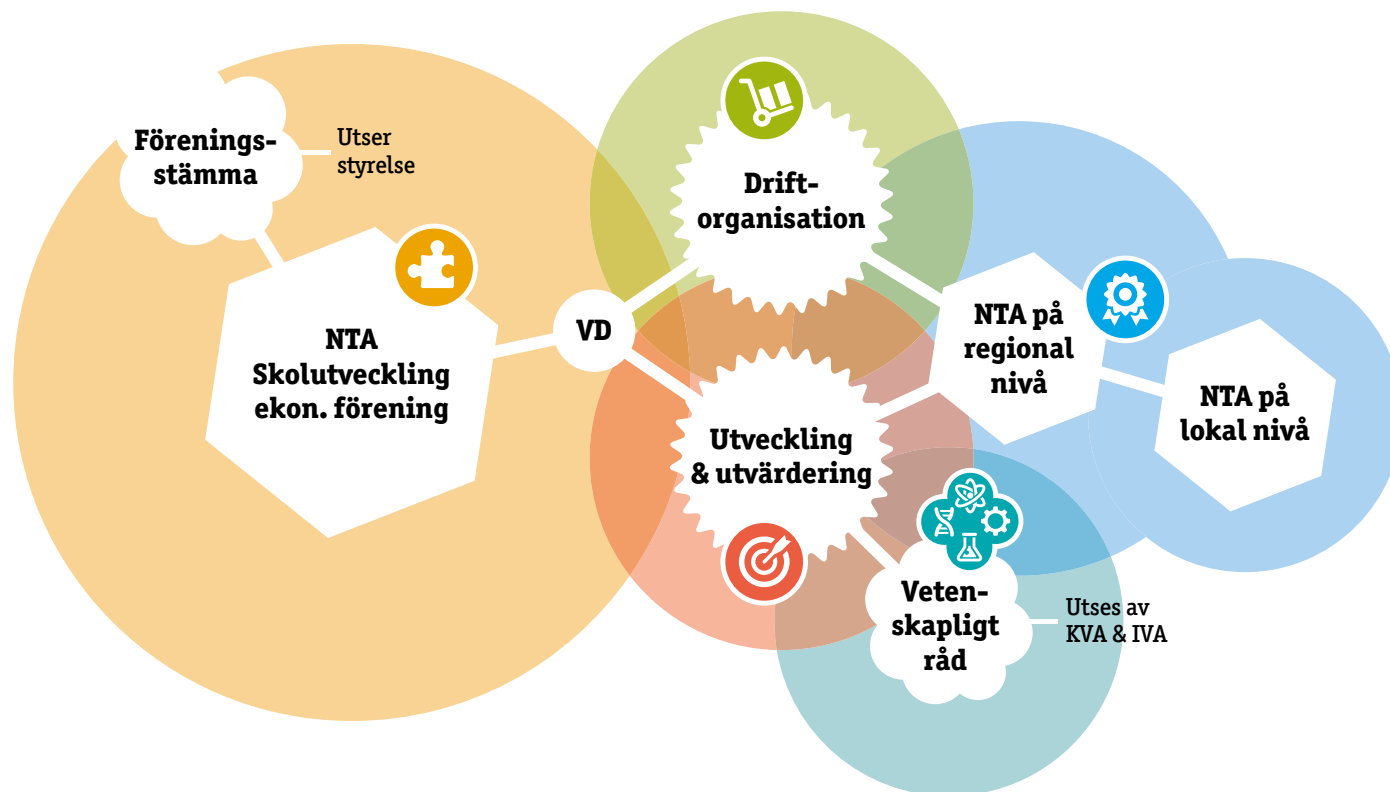 Förenings-
stämma
Utser
styrelse
NTA
Skolutveckling
ekon. förening
VD
Drift-
organisation
Utveckling
& utvärdering
NTA på
regional
nivå
NTA på
lokal nivå
Veten-
skapligt
råd
Utses av
KVA & IVA